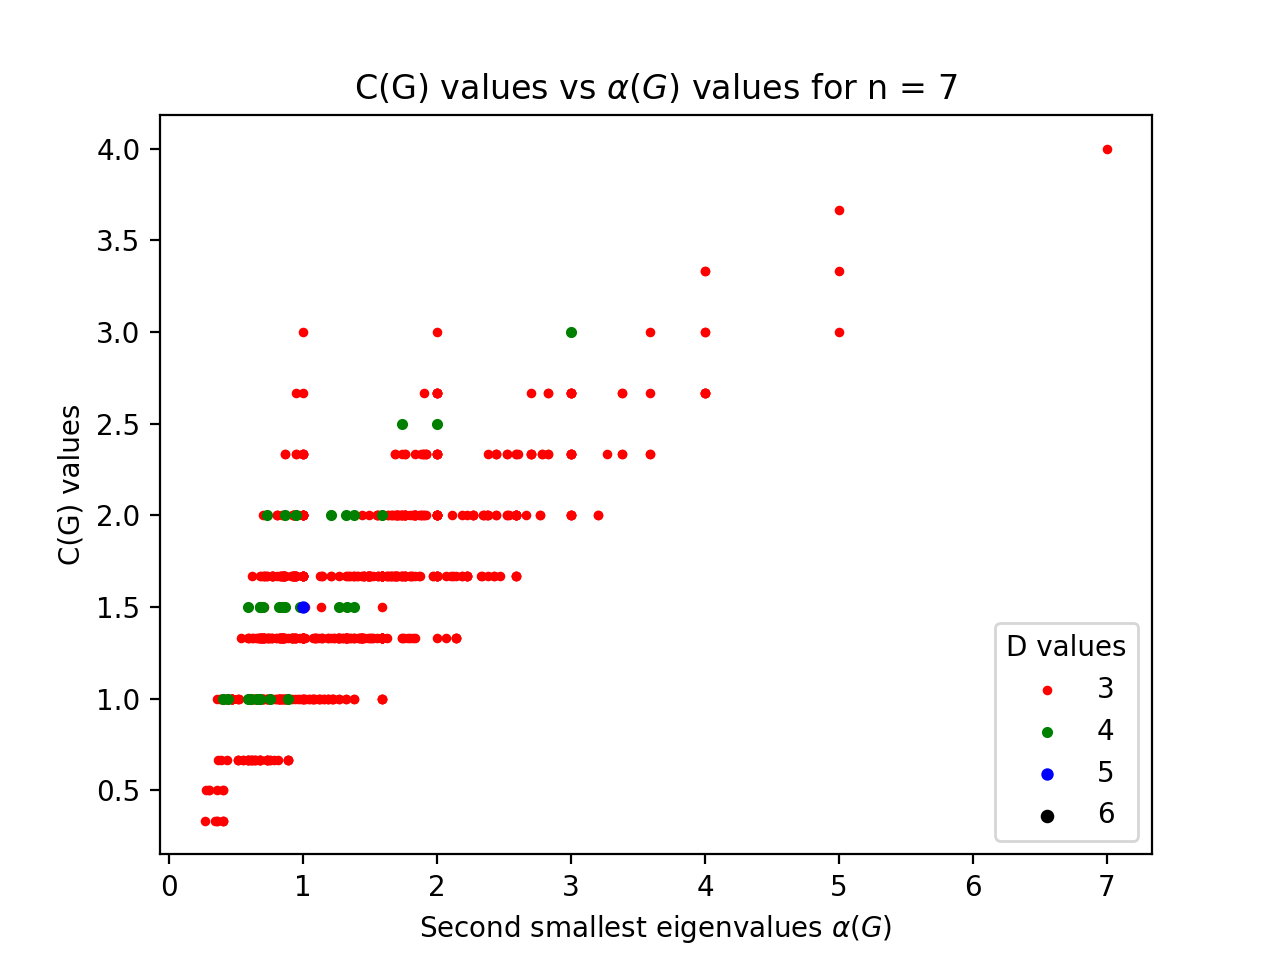 C(G) values vs α(G) values for n = 7
C(G) values
4.0
3.5
3.0
2.5
2.0
1.5
1.0
0.5
D values
3
4
5
6
0 1 2 3 4 5 6 7
Second smallest eigenvalues α(G)